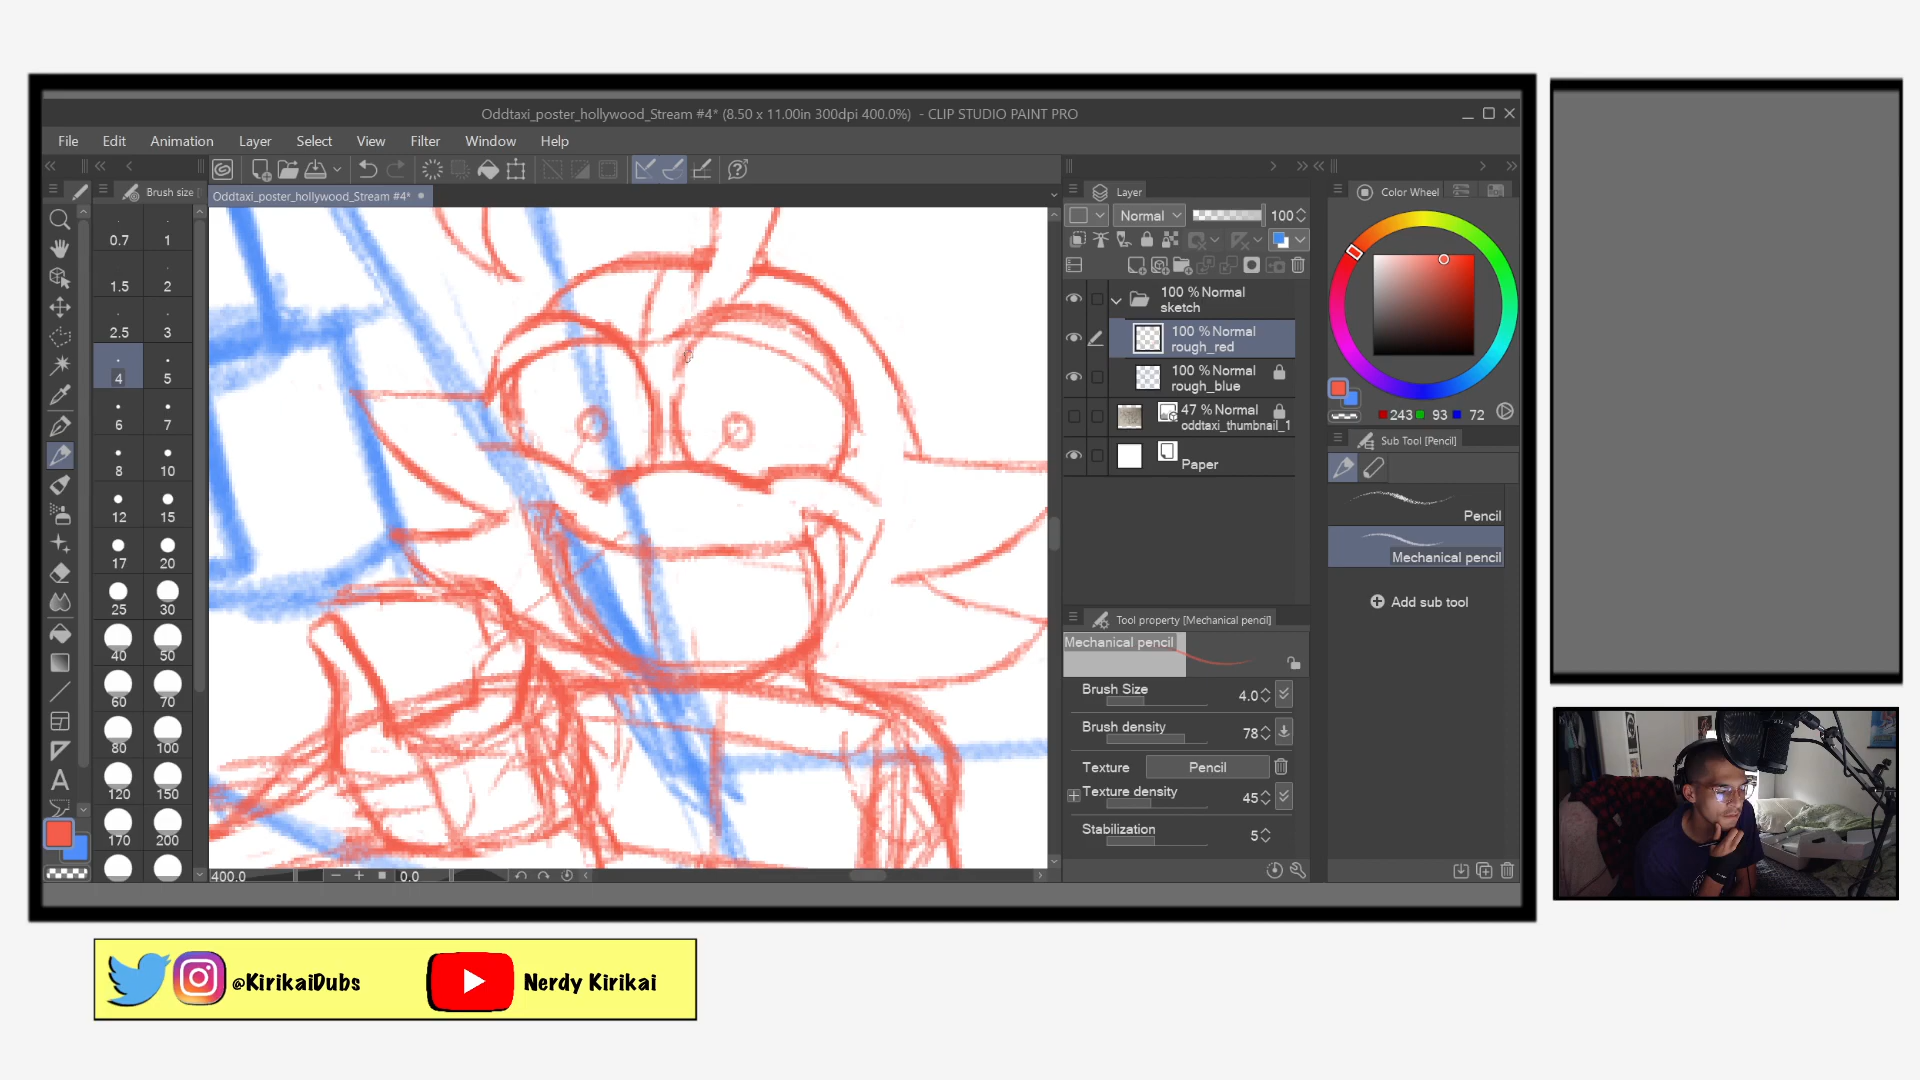 Oddtaxi_poster_hollywood_Stream #4* (8.50 x 11.00in 300dpi 400.0%) - CLIP STUDIO PAINT PRO
File Edit Animation Layer Select View Filter Window Help
Brush size
Oddtaxi_poster_hollywood_Stream #4*
0.7 1
1.5 2
2.5 3
4 5
6 7
8 10
12 15
17 20
25 30
40 50
60 70
80 100
120 150
170 200
400.0 0.0
Layer
Normal 100
100 % Normal
sketch
100 % Normal
rough_red
100 % Normal
rough_blue
47 % Normal
oddtaxi_thumbnail_1
Paper
Tool property [Mechanical pencil]
Mechanical pencil
Brush Size 4.0
Brush density 78
Texture Pencil
Texture density 45
Stabilization 5
Color Wheel
243 93 72
Sub Tool [Pencil]
Pencil
Mechanical pencil
Add sub tool
@KirikaiDubs
Nerdy Kirikai